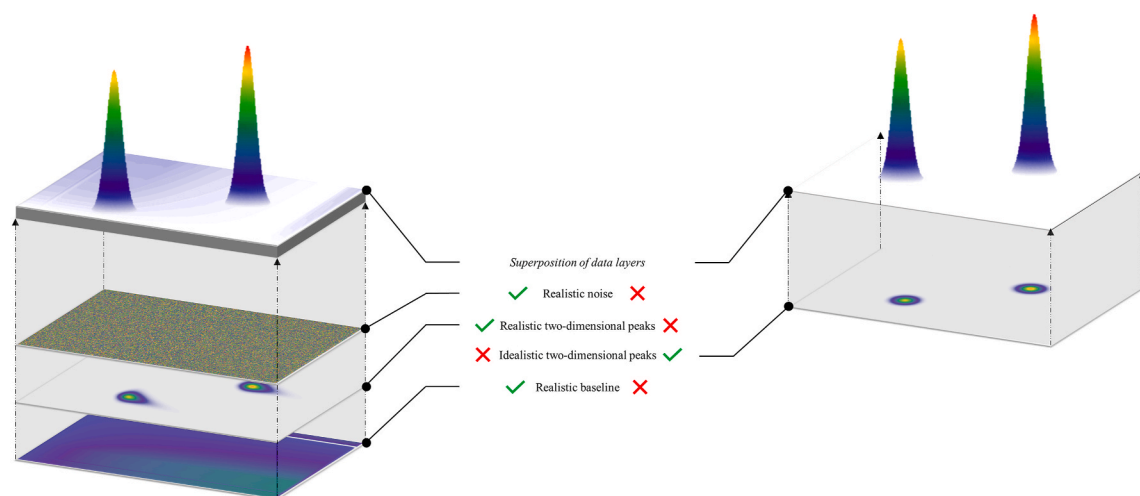 Superposition of data layers
Realistic noise
Realistic two-dimensional peaks
Idealistic two-dimensional peaks
Realistic baseline